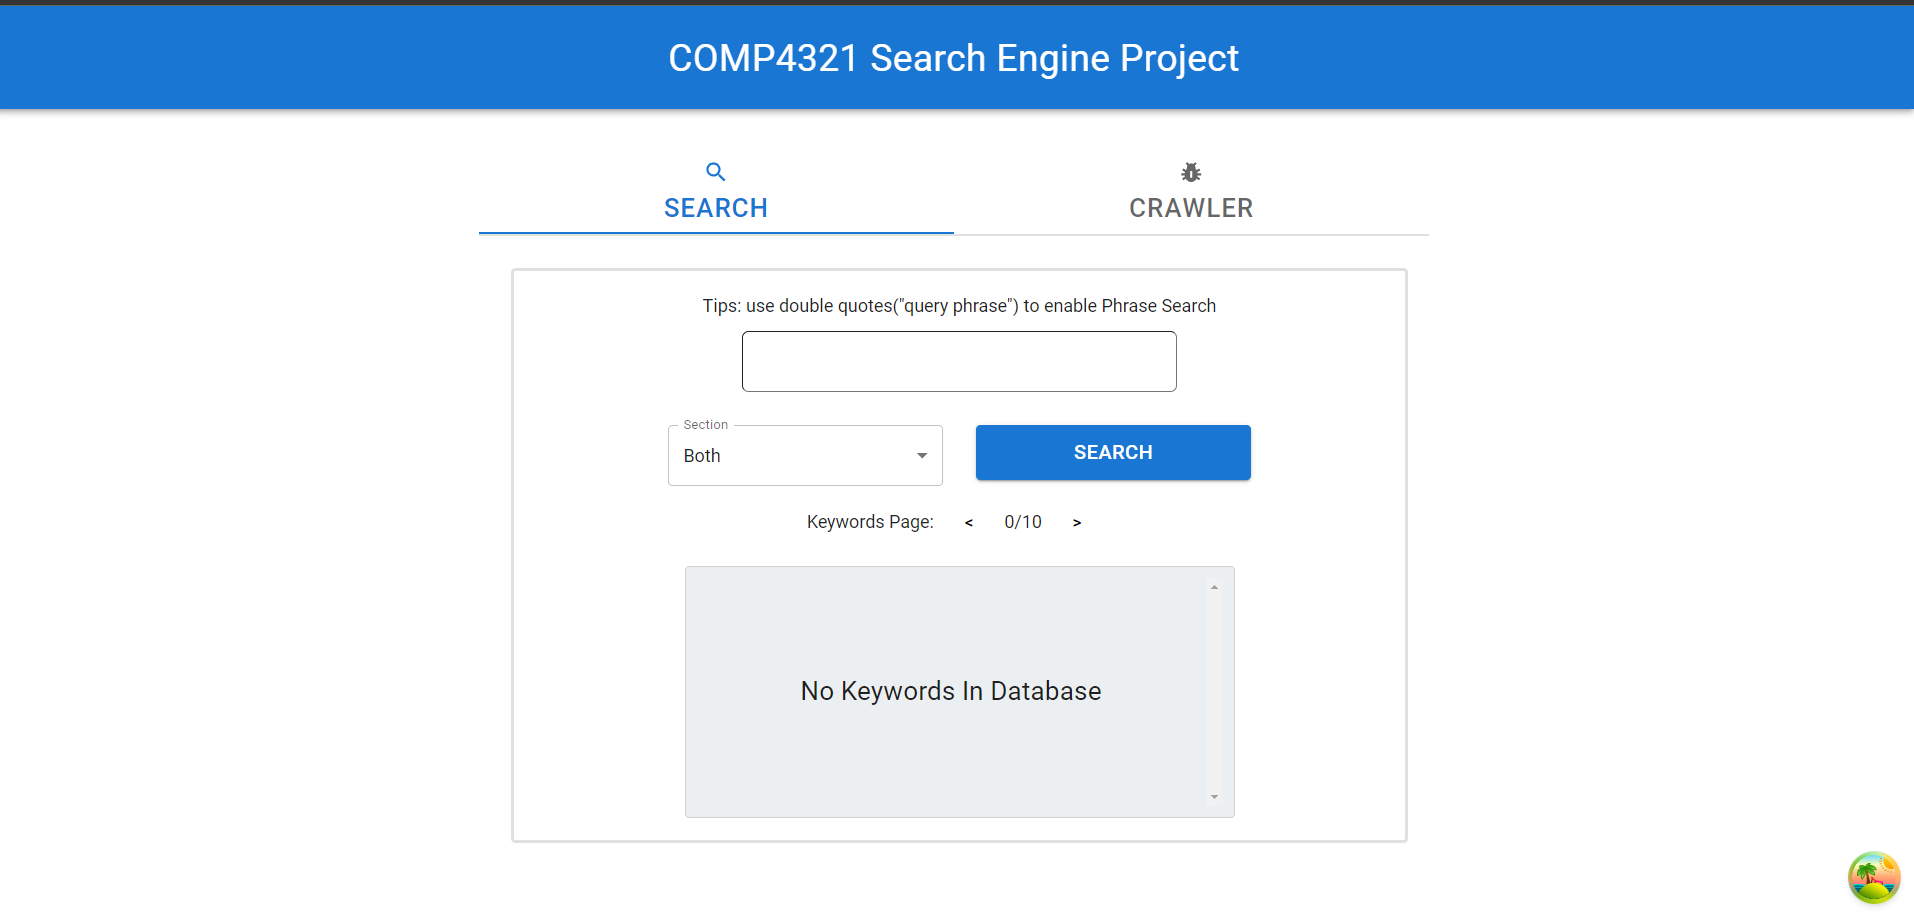 COMP4321 Search Engine Project
SEARCH
CRAWLER
Tips: use double quotes("query phrase") to enable Phrase Search
Section
Both
SEARCH
Keywords Page: < 0/10 >
No Keywords In Database